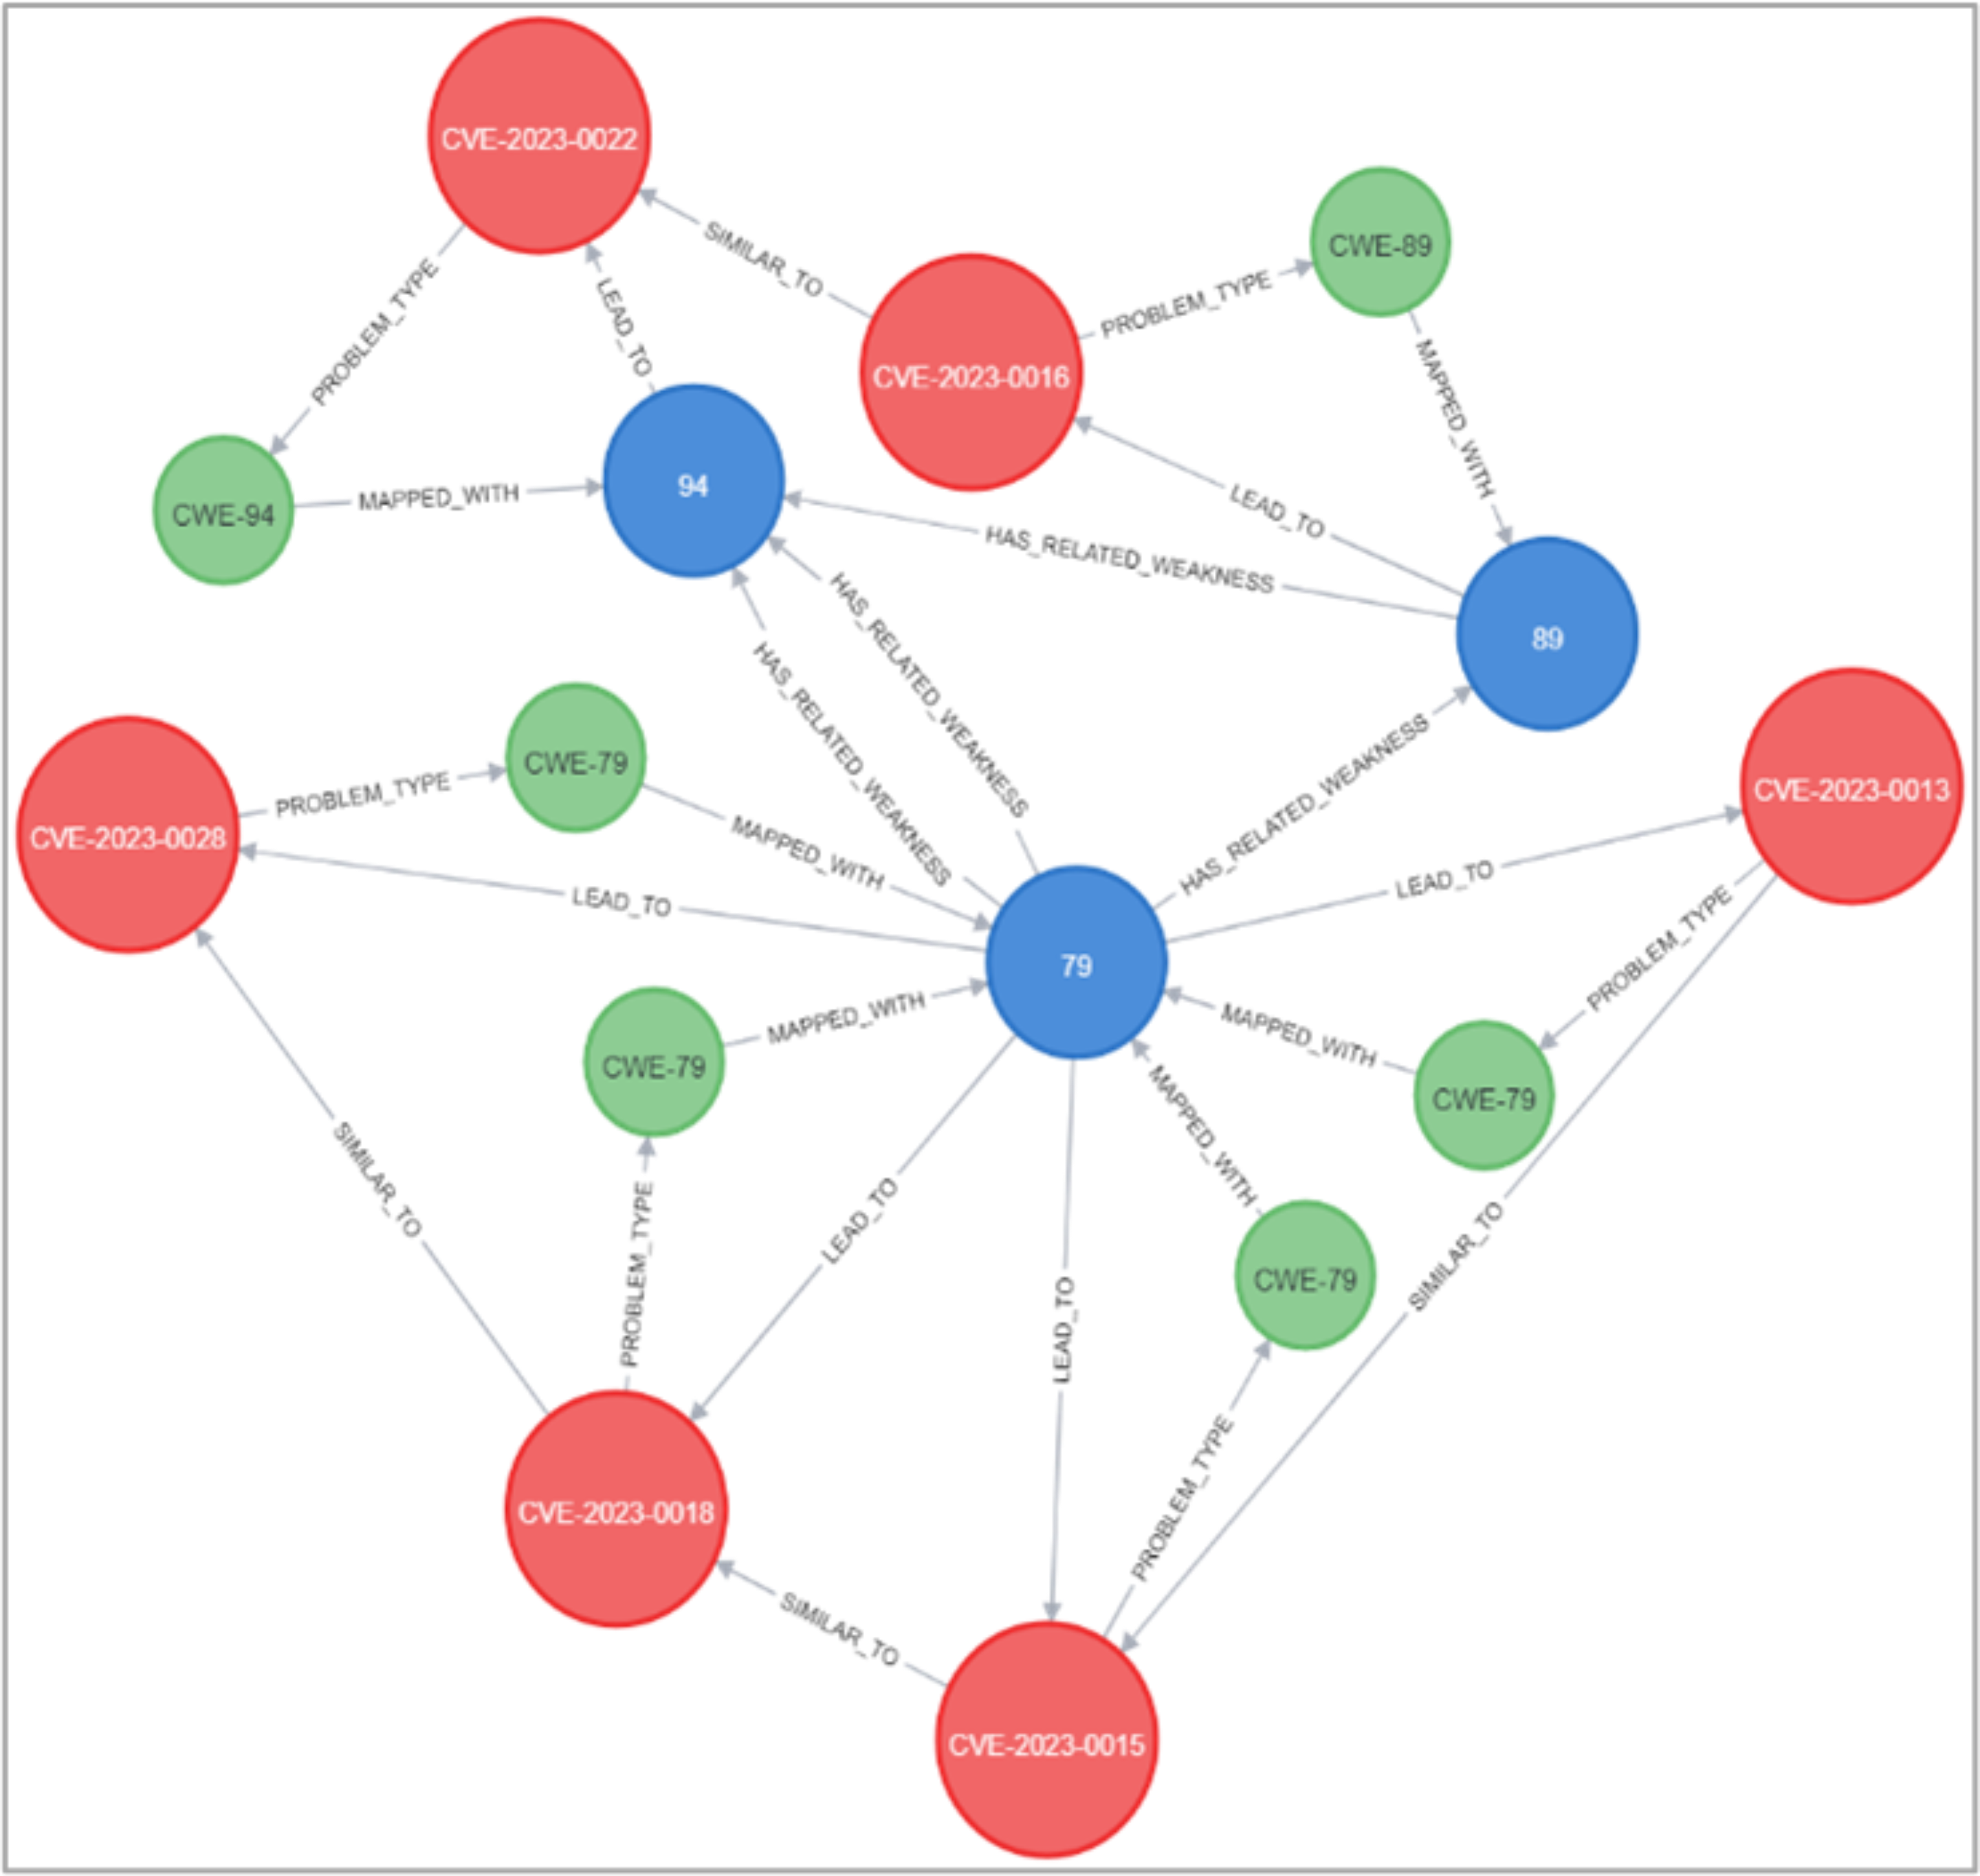 CVE-2023-0022
SIMILAR_TO
CWE-89
PROBLEM_TYPE
LEAD_TO
PROBLEM_TYPE
CVE-2023-0016
MAPPED_WITH
94
MAPPED_WITH
CWE-94
LEAD_TO
HAS_RELATED_WEAKNESS
89
HAS_RELATED_WEAKNESS
HAS_RELATED_WEAKNESS
CWE-79
PROBLEM_TYPE
CVE-2023-0028
HAS_RELATED_WEAKNESS
CVE-2023-0013
MAPPED_WITH
LEAD_TO
LEAD_TO
PROBLEM_TYPE
79
MAPPED_WITH
MAPPED_WITH
CWE-79
CWE-79
MAPPED_WITH
SIMILAR_TO
LEAD_TO
PROBLEM_TYPE
SIMILAR_TO
CWE-79
LEAD_TO
PROBLEM_TYPE
CVE-2023-0018
SIMILAR_TO
CVE-2023-0015